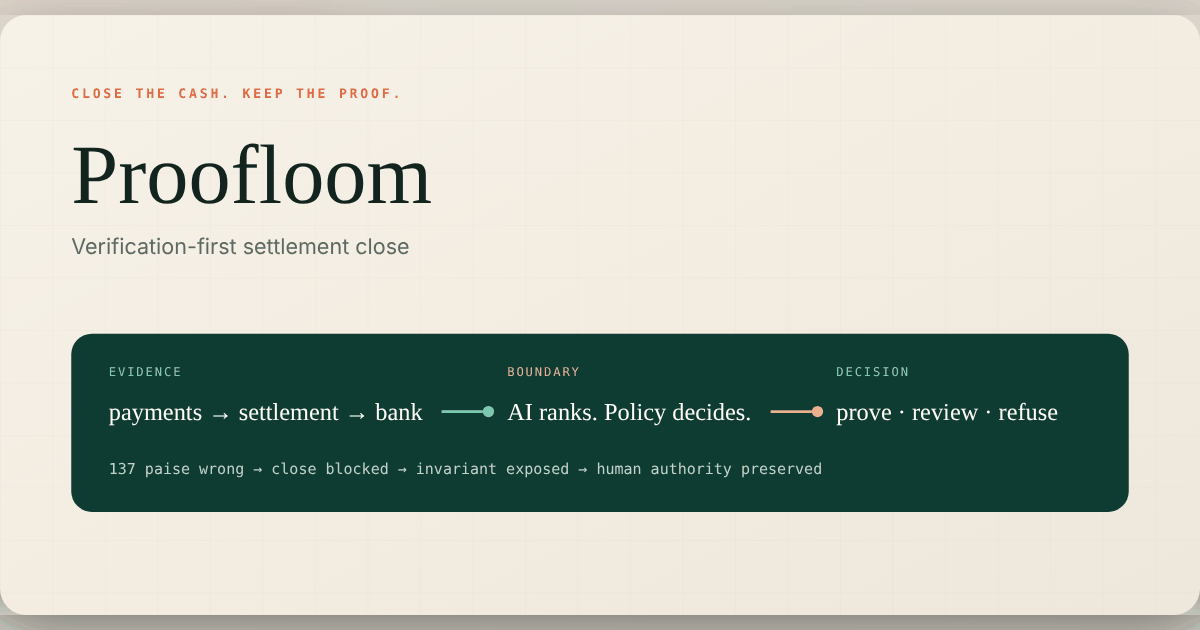 CLOSE THE CASH. KEEP THE PROOF.
Proofloom
Verification-first settlement close
EVIDENCE
payments → settlement → bank
BOUNDARY
AI ranks. Policy decides.
DECISION
prove · review · refuse
137 paise wrong → close blocked → invariant exposed → human authority preserved